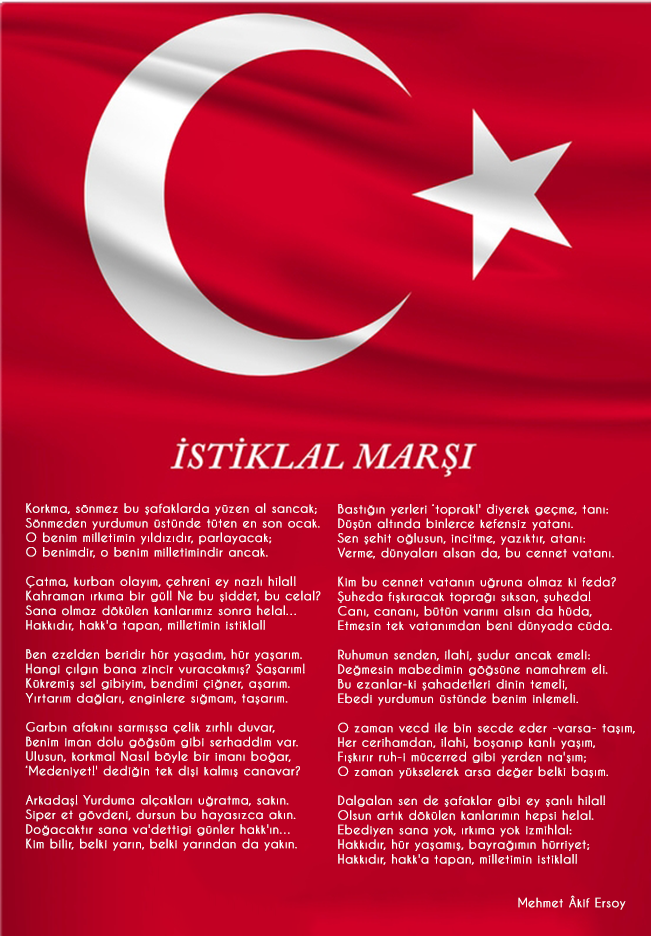 İSTİKLAL MARŞI
Korkma, sönmez bu şafaklarda yüzen al sancak;
Sönmeden yurdumun üstünde tüten en son ocak.
O benim milletimin yıldızıdır, parlayacak;
O benimdir, o benim milletimindir ancak.
Çatma, kurban olayım, çehreni ey nazlı hilal!
Kahraman ırkıma bir gül! Ne bu şiddet, bu celal?
Sana olmaz dökülen kanlarımız sonra helal...
Hakkıdır, hakk'a tapan, milletimin istiklal!
Ben ezelden beridir hür yaşadım, hür yaşarım.
Hangi çılgın bana zincir vuracakmış? Şaşarım!
Kükremiş sel gibiyim, bendimi çiğner, aşarım.
Yırtarım dağları, enginlere sığmam, taşarım.
Garbın afakını sarmışsa çelik zırhlı duvar,
Benim iman dolu göğsüm gibi serhaddim var.
Ulusun, korkma! Nasıl böyle bir imanı boğar,
'Medeniyet!' dediğin tek dişi kalmış canavar?
Arkadaş! Yurduma alçakları uğratma, sakın.
Siper et gövdeni, dursun bu hayasızca akın.
Doğacaktır sana va'dettigi günler hakk'ın...
Kim bilir, belki yarın, belki yarından da yakın.
Bastığın yerleri 'toprak!' diyerek geçme, tanı:
Düşün altında binlerce kefensiz yatanı.
Sen şehit oğlusun, incitme, yazıktır, atanı:
Verme, dünyaları alsan da, bu cennet vatanı.
Kim bu cennet vatanın uğruna olmaz ki feda?
Şuheda fışkıracak toprağı sıksan, şuheda!
Canı, cananı, bütün varımı alsın da hüda,
Etmesin tek vatanımdan beni dünyada cüda.
Ruhumun senden, ilahi, şudur ancak emeli:
Değmesin mabedimin göğsüne namahrem eli.
Bu ezanlar-ki şahadetleri dinin temeli,
Ebedi yurdumun üstünde benim inlemeli.
O zaman vecd ile bin secde eder -varsa- taşım,
Her cerihamdan, ilahi, boşanıp kanlı yaşım,
Fışkırır ruh-i mücerred gibi yerden na'şım;
O zaman yükselerek arsa değer belki başım.
Dalgalan sen de şafaklar gibi ey şanlı hilal!
Olsun artık dökülen kanlarımın hepsi helal.
Ebediyen sana yok, ırkıma yok izmihlal:
Hakkıdır, hür yaşamış, bayrağımın hürriyet;
Hakkıdır, hakk'a tapan, milletimin istiklal!
Mehmet Âkif Ersoy